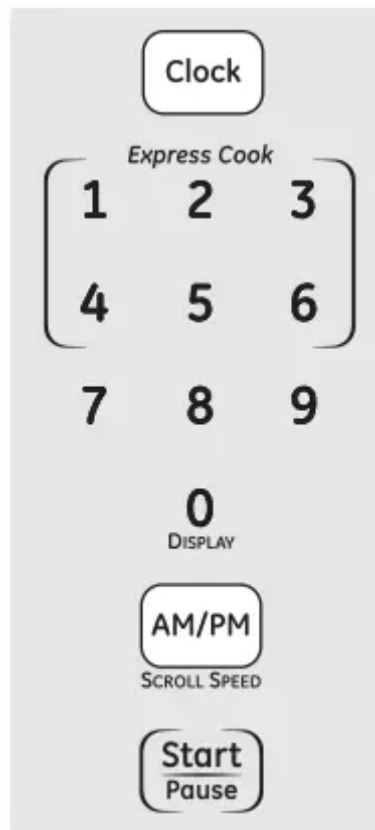 Clock
Express Cook
1 2 3
4 5 6
7 8 9
0
DISPLAY
AM/PM
SCROLL SPEED
Start
Pause